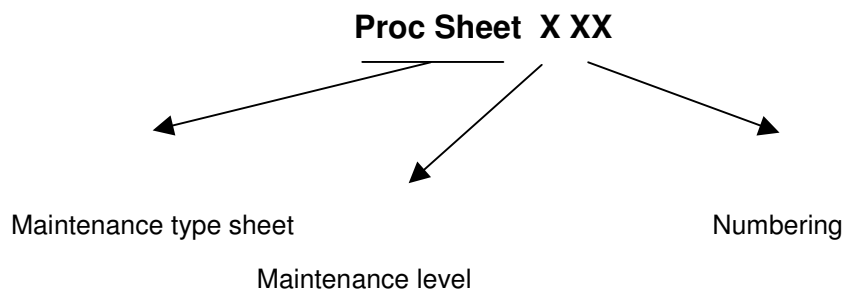 Proc Sheet X XX
Maintenance type sheet
Numbering
Maintenance level